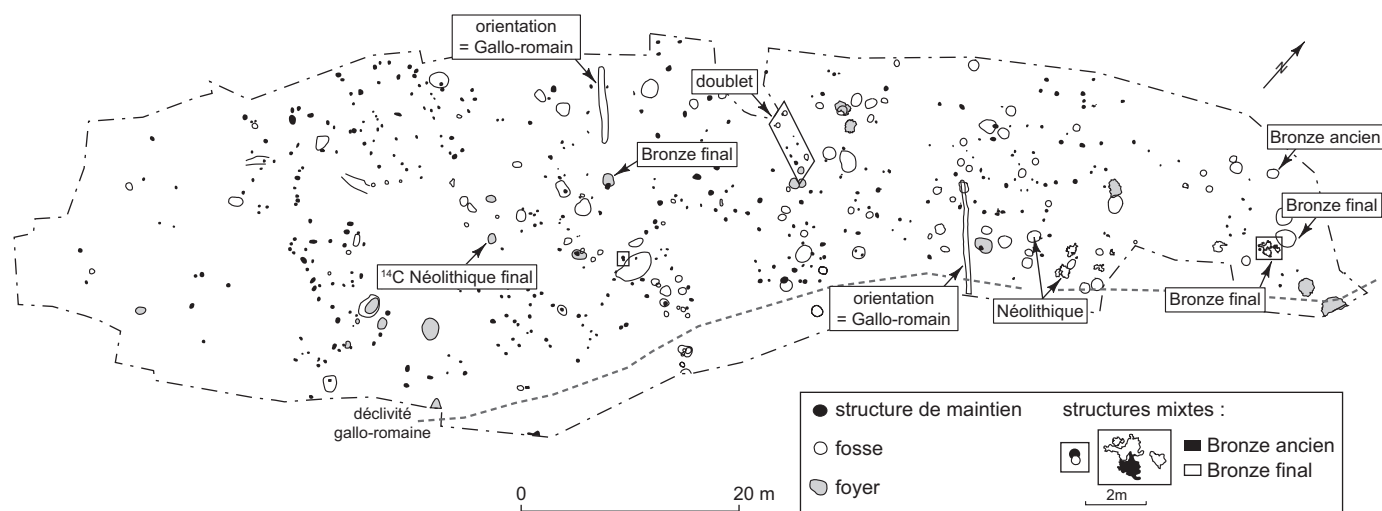 orientation
= Gallo-romain
doublet
N
Bronze ancien
Bronze final
Bronze final
¹⁴C Néolithique final
orientation
= Gallo-romain
Néolithique
Bronze final
déclivité
gallo-romaine
structure de maintien
fosse
foyer
structures mixtes :
Bronze ancien
Bronze final
2m
0
20 m